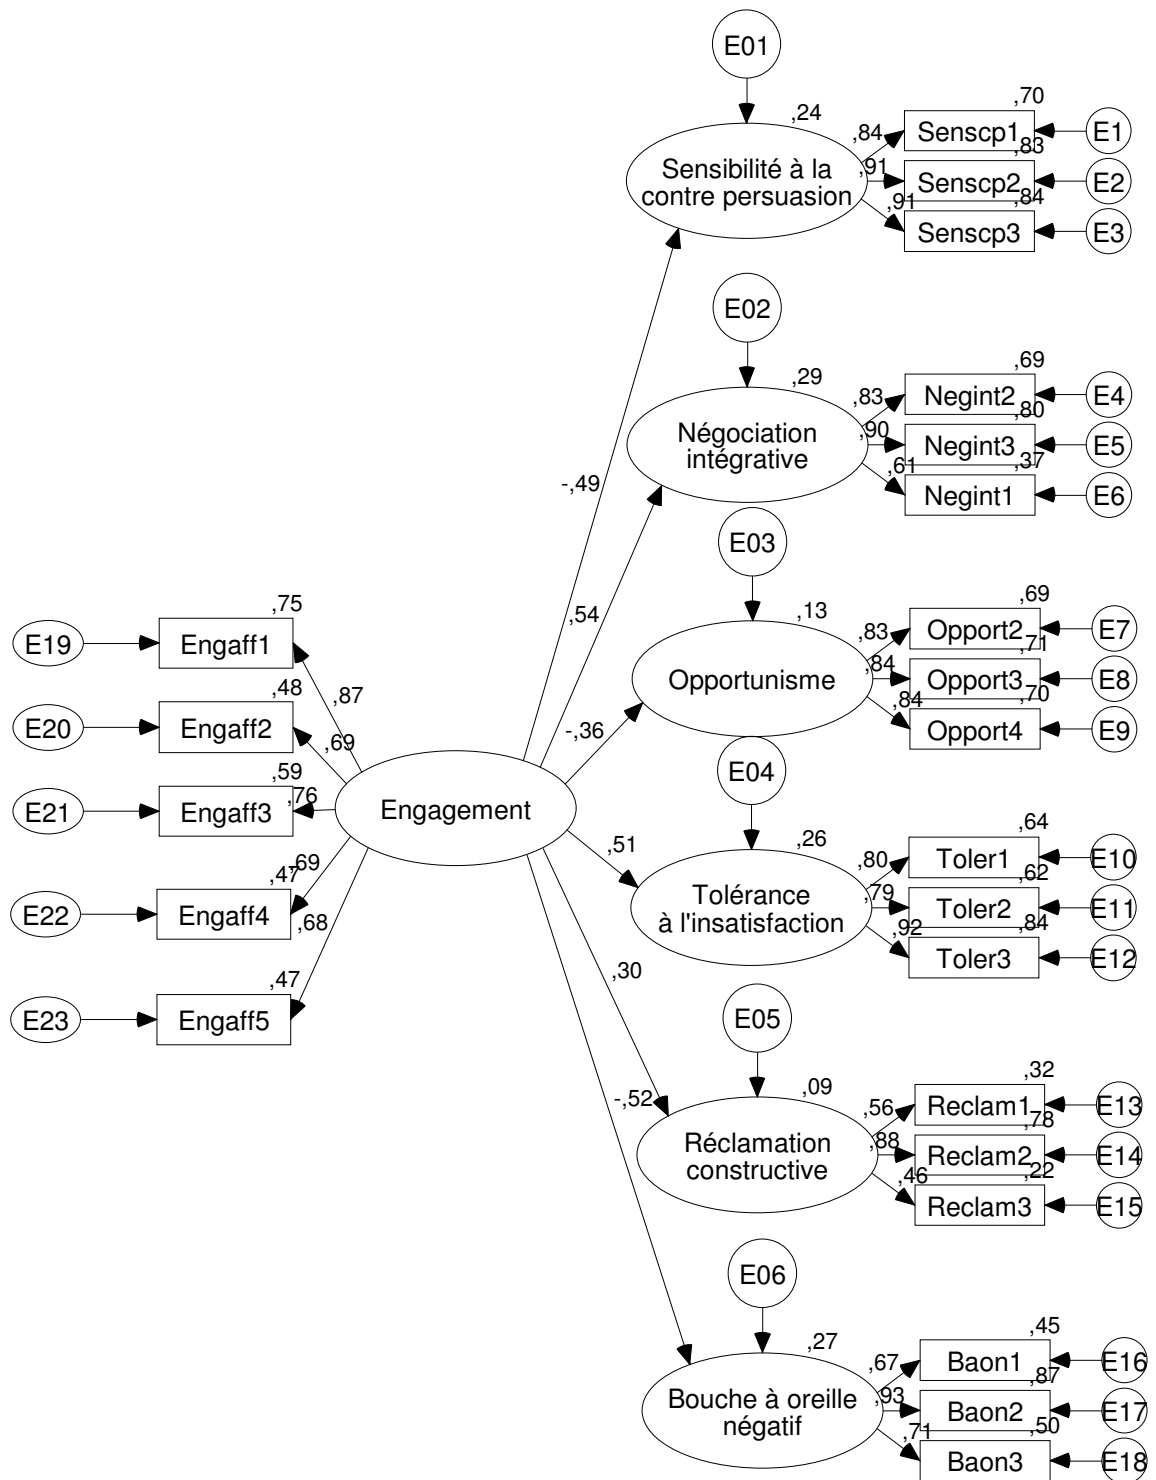 E01
,24
,70
,84
Senscp1
E1
Sensibilité à la
contre persuasion
,83
,91
Senscp2
E2
,84
,91
Senscp3
E3
E02
,29
,69
,83
Negint2
E4
Négociation
intégrative
,80
,90
Negint3
E5
,37
,61
Negint1
E6
-,49
E03
,13
,69
,83
Opport2
E7
Opportunisme
,71
,84
Opport3
E8
,70
,84
Opport4
E9
,54
-,36
E19
Engaff1
,75
,87
E20
Engaff2
,48
,69
E21
Engaff3
,59
,76
Engagement
E22
Engaff4
,47
,69
E23
Engaff5
,47
,68
E04
,51
,26
,64
,80
Toler1
E10
Tolérance
à l'insatisfaction
,62
,79
Toler2
E11
,84
,92
Toler3
E12
,30
E05
,09
,32
,56
Reclam1
E13
Réclamation
constructive
,78
,88
Reclam2
E14
,22
,46
Reclam3
E15
-,52
E06
,27
,45
,67
Baon1
E16
Bouche à oreille
négatif
,87
,93
Baon2
E17
,50
,71
Baon3
E18